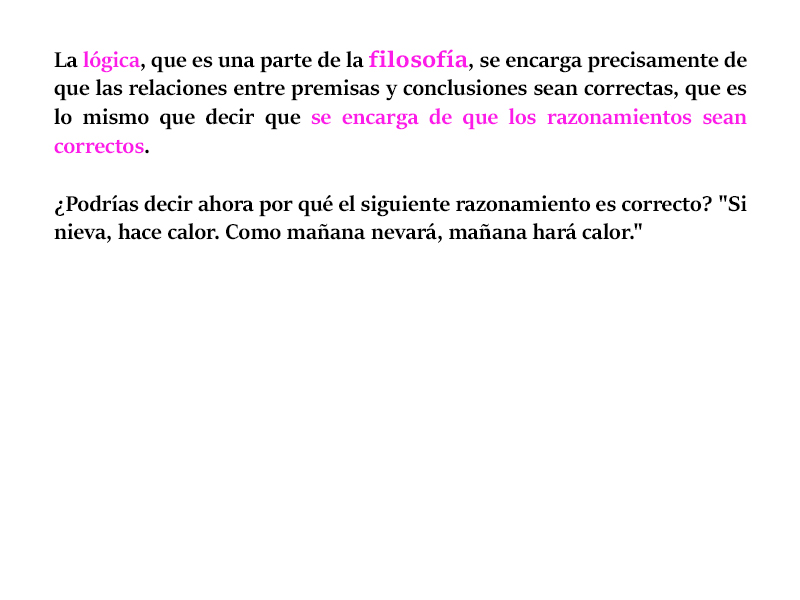 La lógica, que es una parte de la filosofía, se encarga precisamente de
que las relaciones entre premisas y conclusiones sean correctas, que es
lo mismo que decir que se encarga de que los razonamientos sean
correctos.
¿Podrías decir ahora por qué el siguiente razonamiento es correcto? "Si
nieva, hace calor. Como mañana nevará, mañana hará calor."